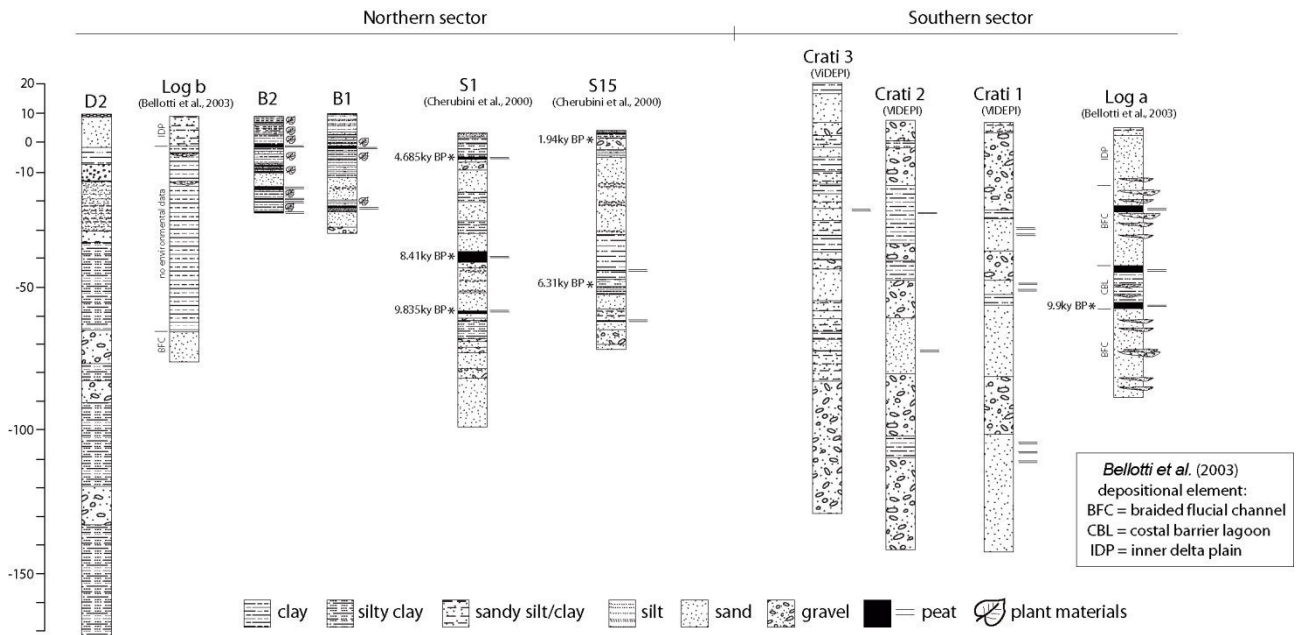 Northern sector
Southern sector
D2
Log b
(Bellotti et al., 2003)
B2
B1
S1
(Cherubini et al., 2000)
S15
(Cherubini et al., 2000)
Crati 3
(ViDEPI)
Crati 2
(VIDEPI)
Crati 1
(VIDEPI)
Log a
(Bellotti et al., 2003)
20
10
0
-10
-50
-100
-150
IDP
no environmental data
BFC
4.685ky BP *
8.41ky BP *
9.835ky BP *
1.94ky BP *
6.31ky BP *
IDP
BFC
CBL
9.9ky BP *
BFC
Bellotti et al. (2003)
depositional element:
BFC = braided flucial channel
CBL = costal barrier lagoon
IDP = inner delta plain
clay
silty clay
sandy silt/clay
silt
sand
gravel
peat
plant materials